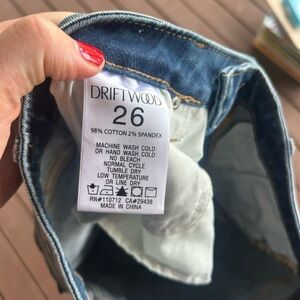 DRIFTWOOD
26
98% COTTON 2% SPANDEX
MACHINE WASH COLD
OR HAND WASH COLD
NO BLEACH
NORMAL CYCLE
TUMBLE DRY
LOW TEMPERATURE
OR LINE DRY
RN#110712 CA#29438
MADE IN CHINA